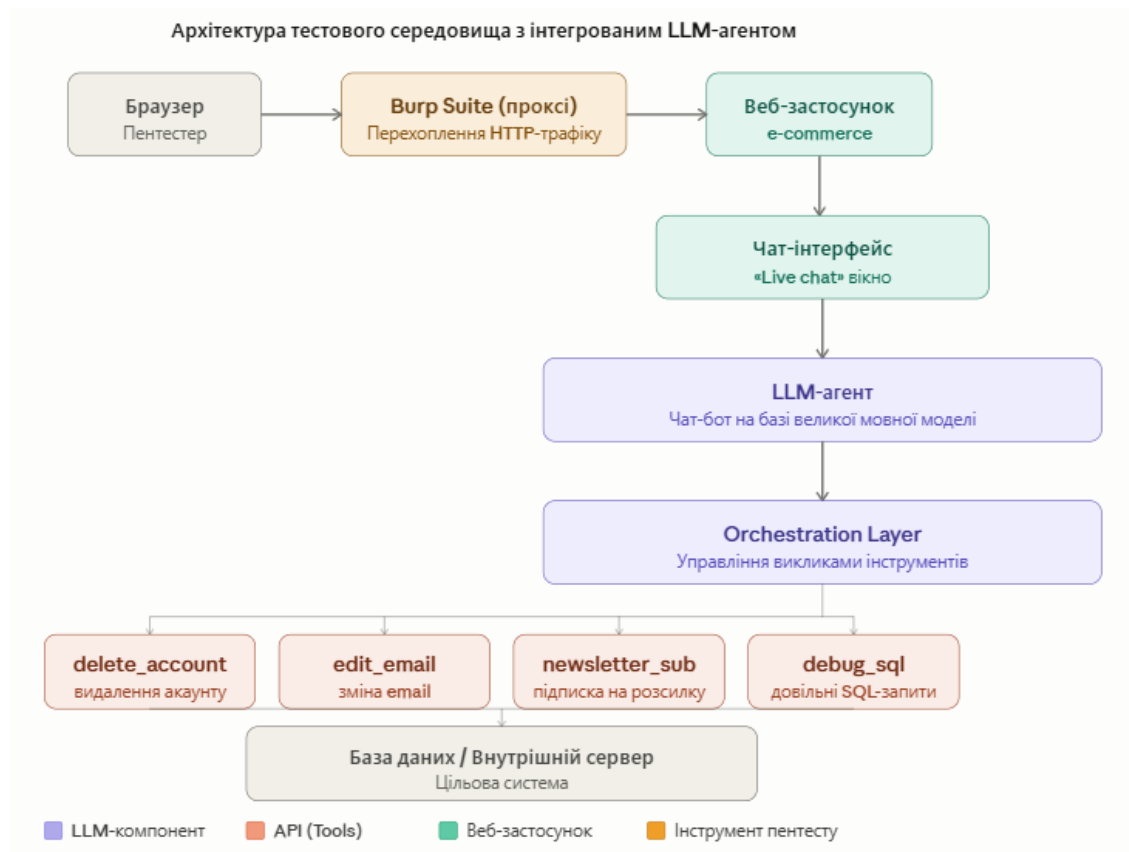 Архітектура тестового середовища з інтегрованим LLM-агентом
Браузер
Пентестер
Burp Suite (проксі)
Перехоплення HTTP-трафіку
Веб-застосунок
e-commerce
Чат-інтерфейс
«Live chat» вікно
LLM-агент
Чат-бот на базі великої мовної моделі
Orchestration Layer
Управління викликами інструментів
delete_account
видалення акаунту
edit_email
зміна email
newsletter_sub
підписка на розсилку
debug_sql
довільні SQL-запити
База даних / Внутрішній сервер
Цільова система
LLM-компонент
API (Tools)
Веб-застосунок
Інструмент пентесту